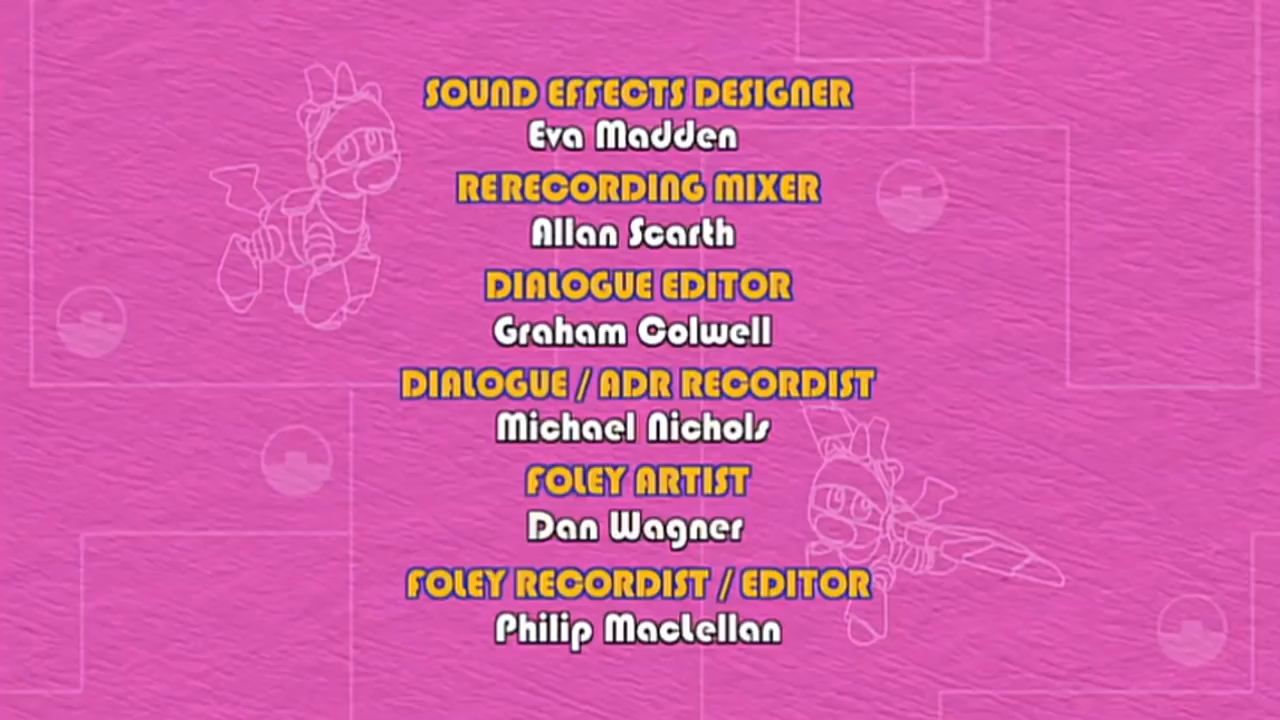 SOUND EFFECTS DESIGNER
Eva Madden
RERECORDING MIXER
Allan Scarth
DIALOGUE EDITOR
Graham Colwell
DIALOGUE / ADR RECORDIST
Michael Nichols
FOLEY ARTIST
Dan Wagner
FOLEY RECORDIST / EDITOR
Philip MacLellan